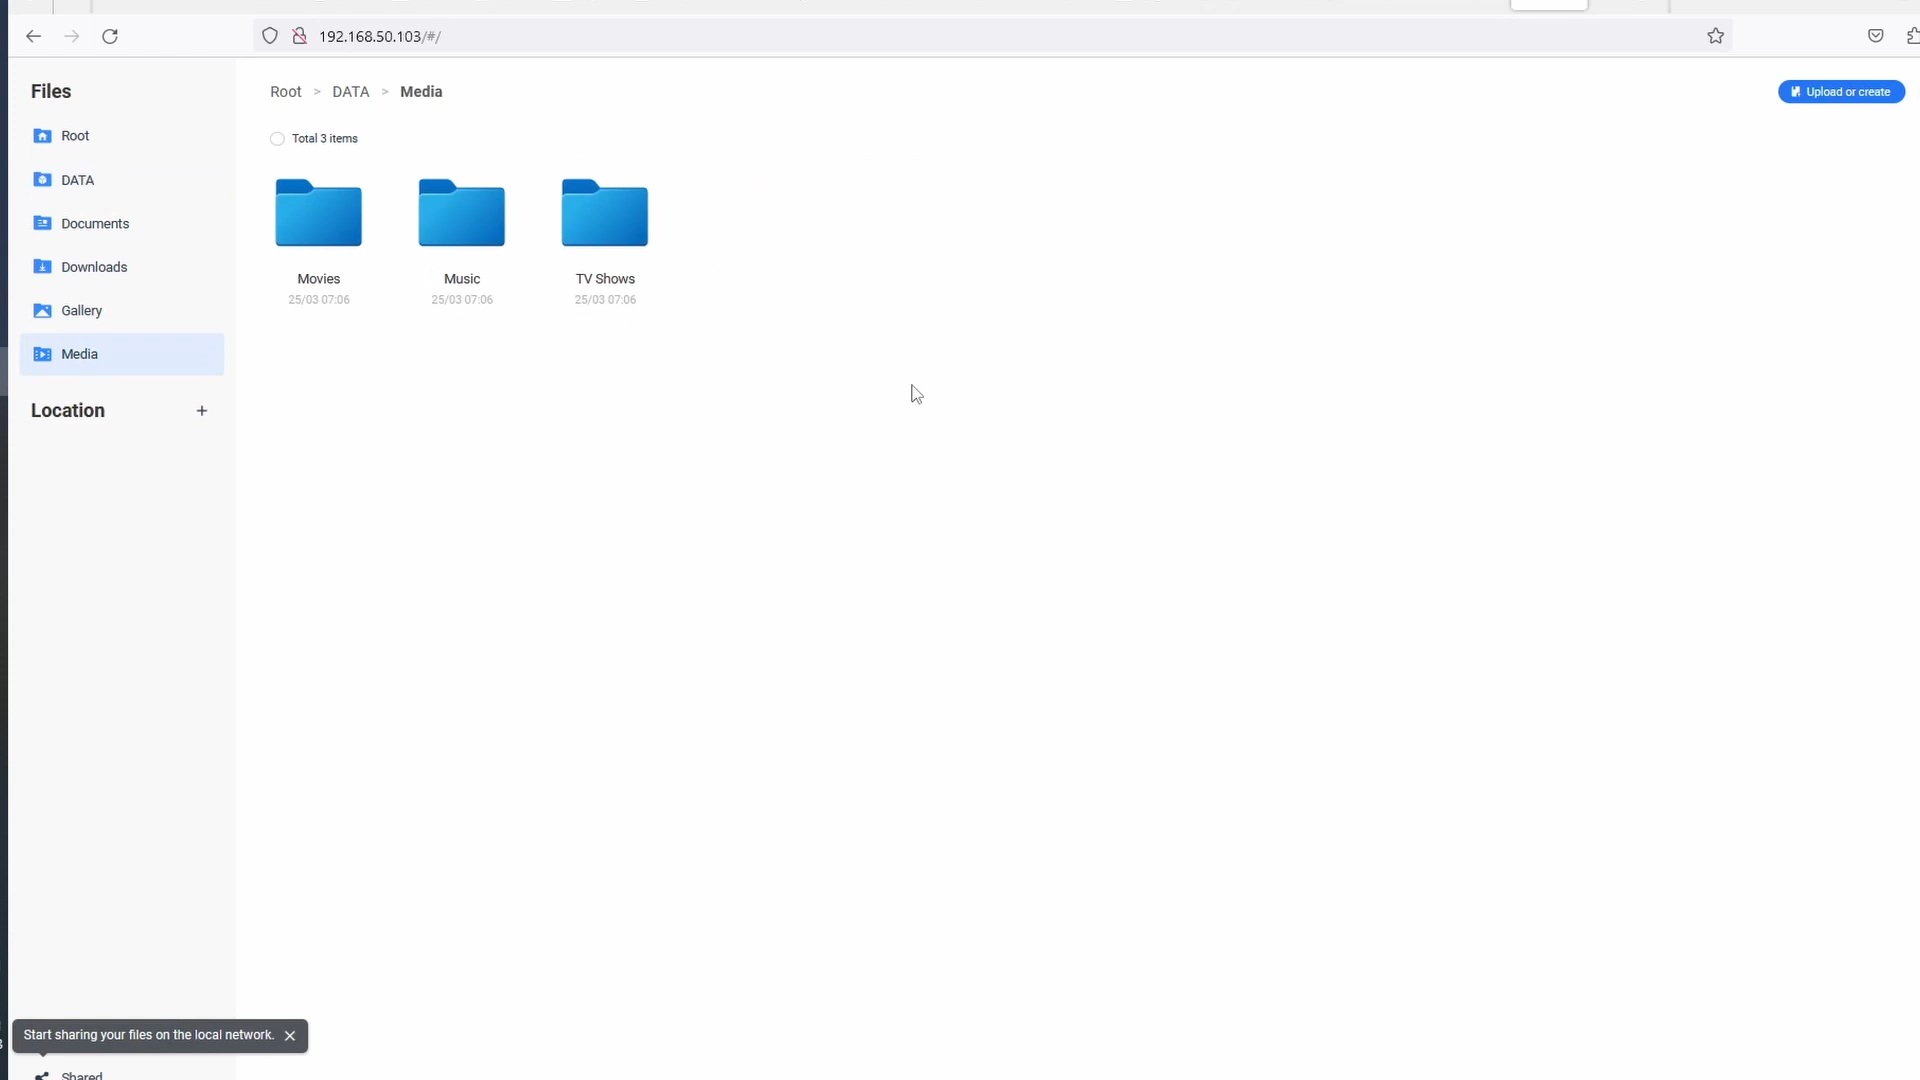 192.168.50.103/#/
Files
Root > DATA > Media
Upload or create
Root
Total 3 items
DATA
Documents
Downloads
Gallery
Media
Movies
Music
TV Shows
25/03 07:06
25/03 07:06
25/03 07:06
Location +
Start sharing your files on the local network.
Shared